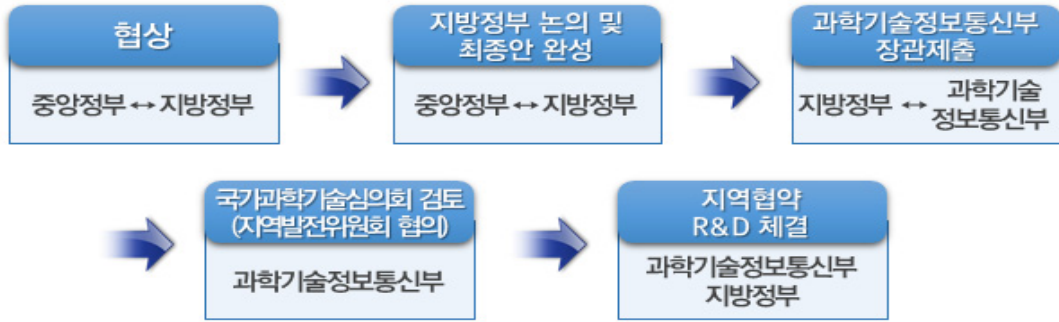 협상
중앙정부 ↔ 지방정부
지방정부 논의 및
최종안 완성
중앙정부 ↔ 지방정부
과학기술정보통신부
장관제출
지방정부 ↔ 과학기술
정보통신부
국가과학기술심의회 검토
(지역발전위원회 협의)
과학기술정보통신부
지역협약
R&D 체결
과학기술정보통신부
지방정부